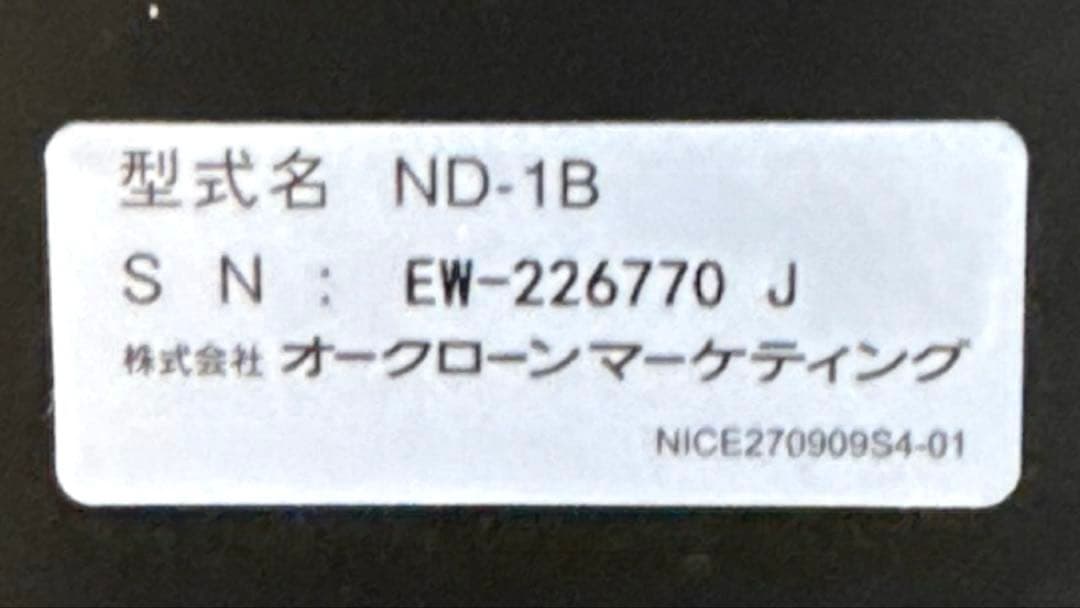 型式名 ND-1B
S N : EW-226770 J
株式会社 オークローンマーケティング
NICE270909S4-01